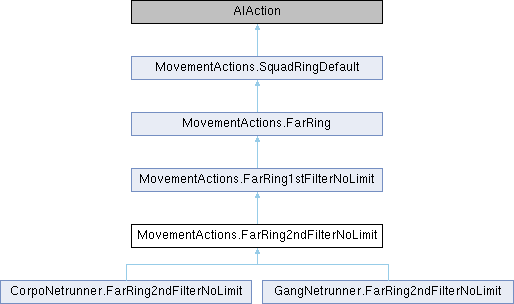 AIAction
MovementActions.SquadRingDefault
MovementActions.FarRing
MovementActions.FarRing1stFilterNoLimit
MovementActions.FarRing2ndFilterNoLimit
CorpoNetrunner.FarRing2ndFilterNoLimit
GangNetrunner.FarRing2ndFilterNoLimit